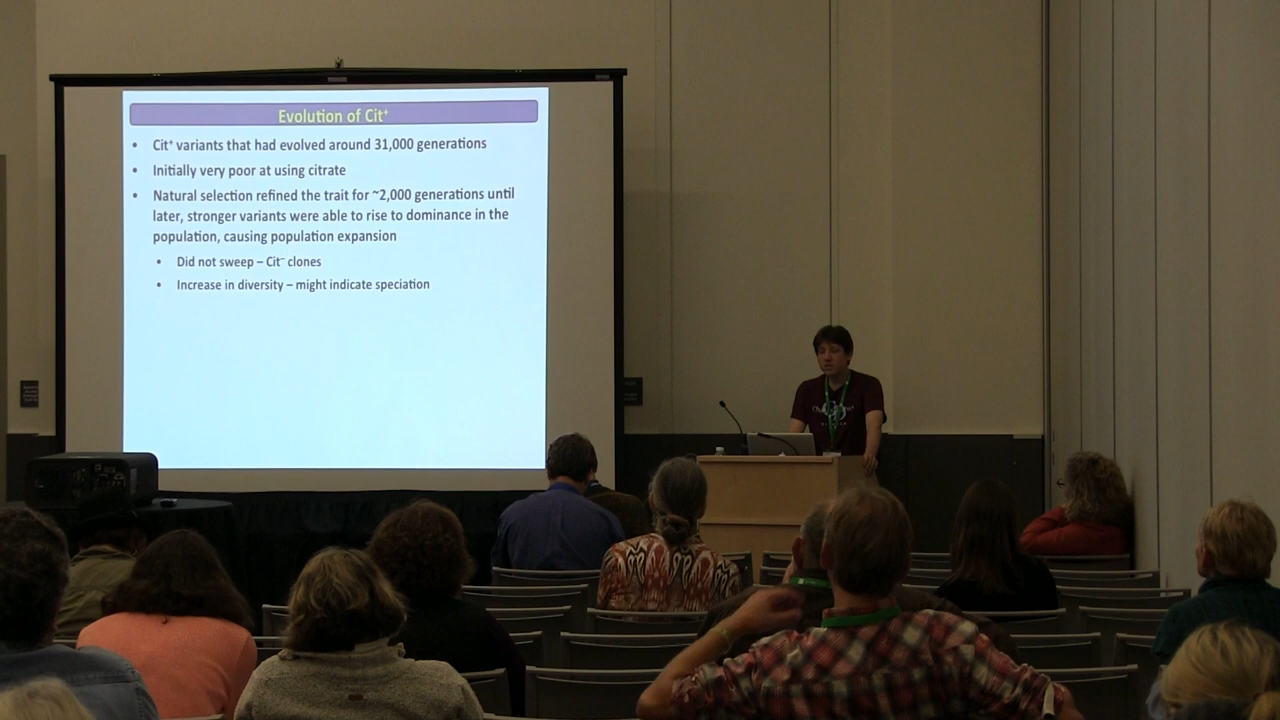 Evolution of Cit⁺
• Cit⁺ variants that had evolved around 31,000 generations
• Initially very poor at using citrate
• Natural selection refined the trait for ~2,000 generations until
later, stronger variants were able to rise to dominance in the
population, causing population expansion
• Did not sweep – Cit⁻ clones
• Increase in diversity – might indicate speciation